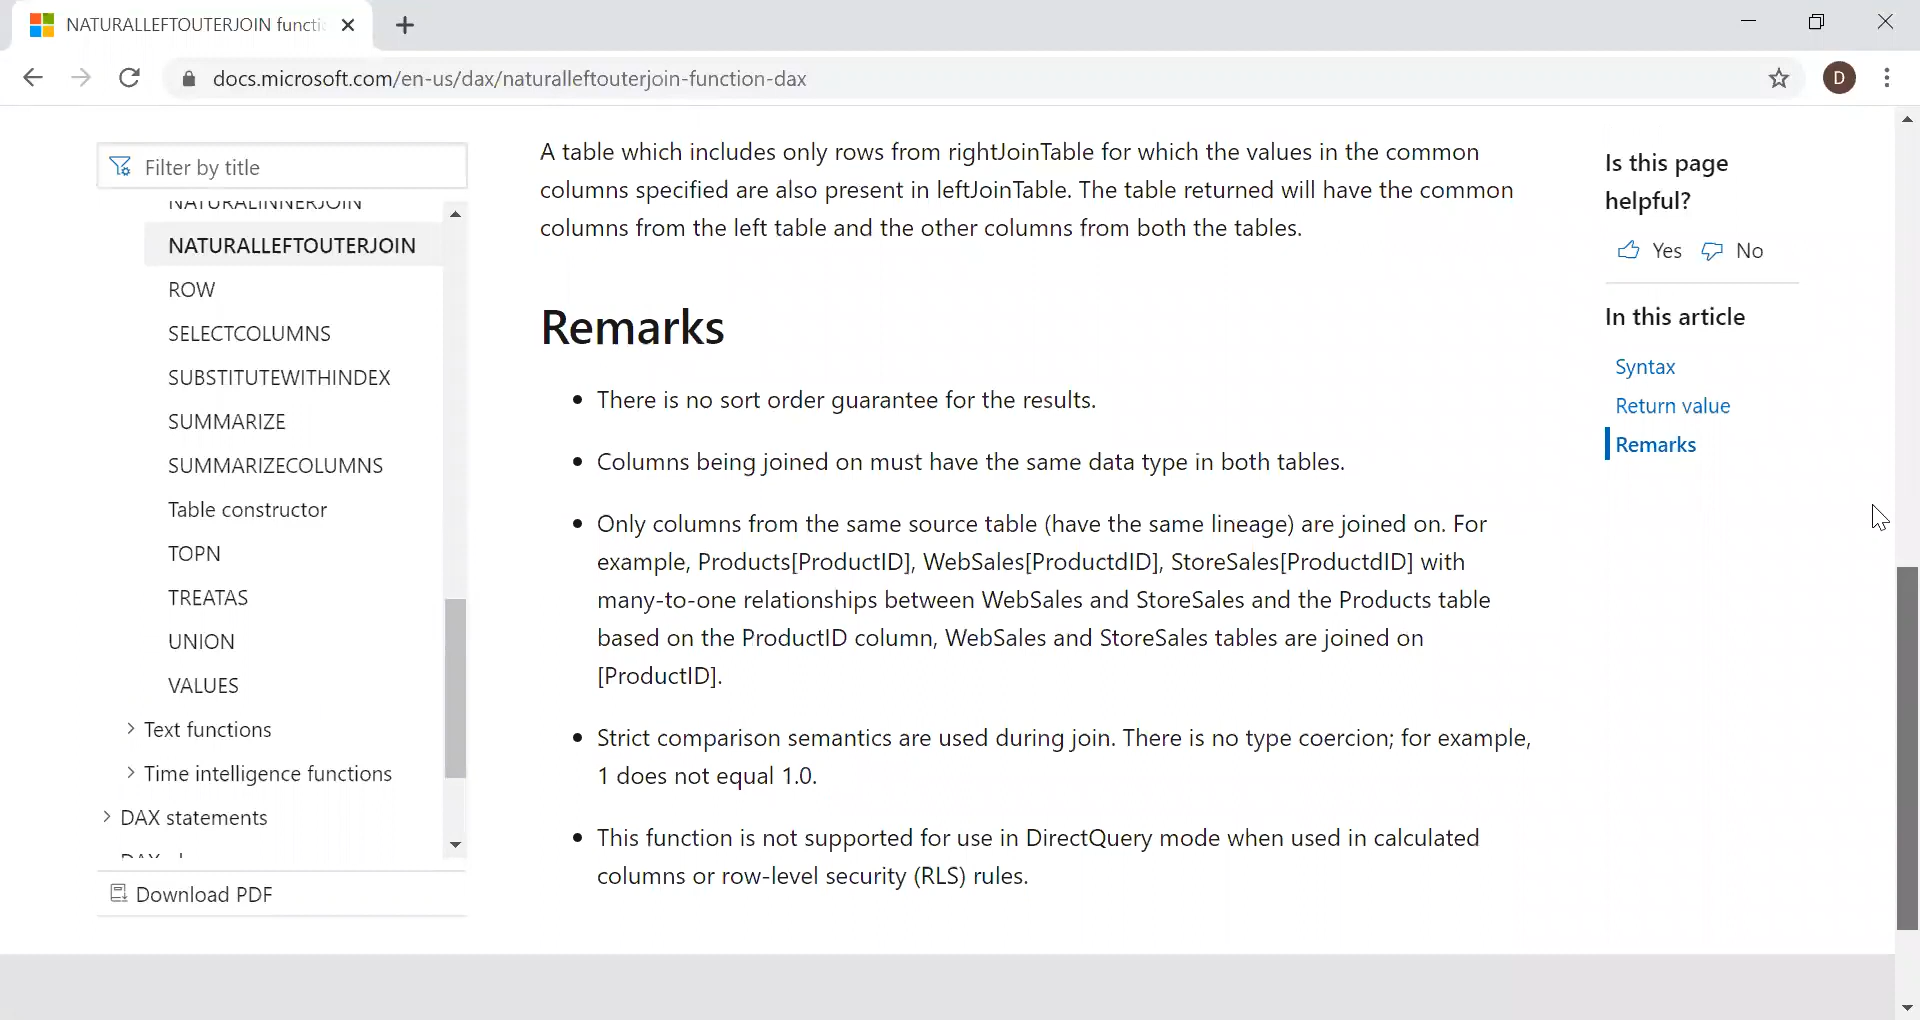 NATURALLEFTOUTERJOIN functi
docs.microsoft.com/en-us/dax/naturalleftouterjoin-function-dax
D
Filter by title
NATURALINNERJOIN
NATURALLEFTOUTERJOIN
ROW
SELECTCOLUMNS
SUBSTITUTEWITHINDEX
SUMMARIZE
SUMMARIZECOLUMNS
Table constructor
TOPN
TREATAS
UNION
VALUES
Text functions
Time intelligence functions
DAX statements
Download PDF
A table which includes only rows from rightJoinTable for which the values in the common
columns specified are also present in leftJoinTable. The table returned will have the common
columns from the left table and the other columns from both the tables.
Remarks
There is no sort order guarantee for the results.
Columns being joined on must have the same data type in both tables.
Only columns from the same source table (have the same lineage) are joined on. For
example, Products[ProductID], WebSales[ProductdID], StoreSales[ProductdID] with
many-to-one relationships between WebSales and StoreSales and the Products table
based on the ProductID column, WebSales and StoreSales tables are joined on
[ProductID].
Strict comparison semantics are used during join. There is no type coercion; for example,
1 does not equal 1.0.
This function is not supported for use in DirectQuery mode when used in calculated
columns or row-level security (RLS) rules.
Is this page
helpful?
Yes No
In this article
Syntax
Return value
Remarks